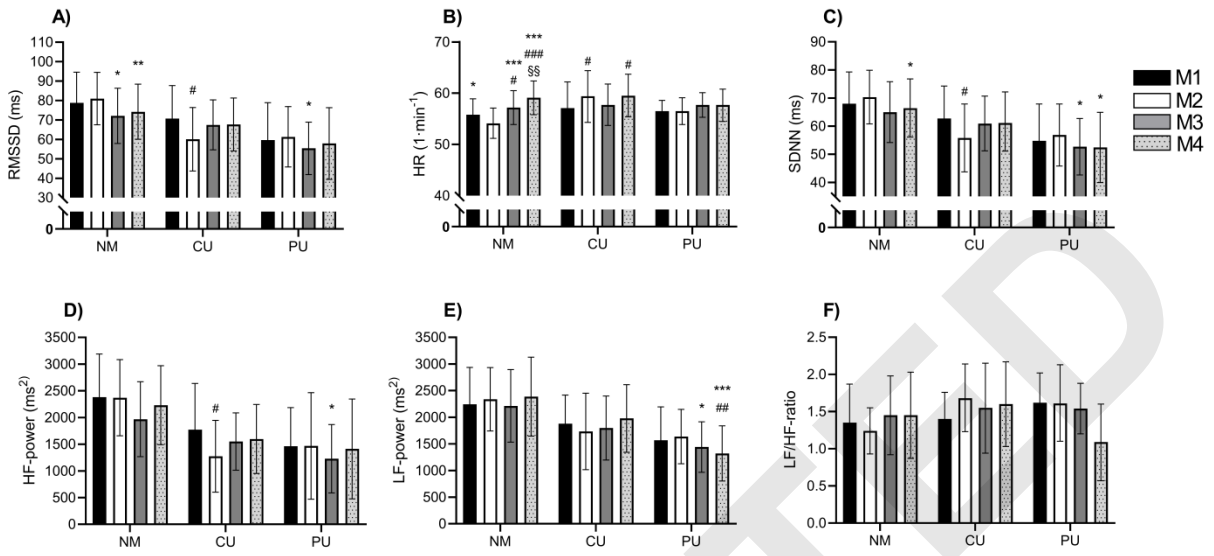 A)
RMSSD (ms)
110
100
90
80
70
60
50
40
30
0
* ** # *
NM CU PU
B)
HR (1·min⁻¹)
70
60
50
40
0
* *** # *** ### §§ # #
NM CU PU
C)
SDNN (ms)
90
80
70
60
50
40
0
* # * *
NM CU PU
M1
M2
M3
M4
D)
HF-power (ms²)
3500
3000
2500
2000
1500
1000
500
0
# *
NM CU PU
E)
LF-power (ms²)
3500
3000
2500
2000
1500
1000
500
0
* *** ##
NM CU PU
F)
LF/HF-ratio
2.5
2.0
1.5
1.0
0.5
0.0
NM CU PU
TED